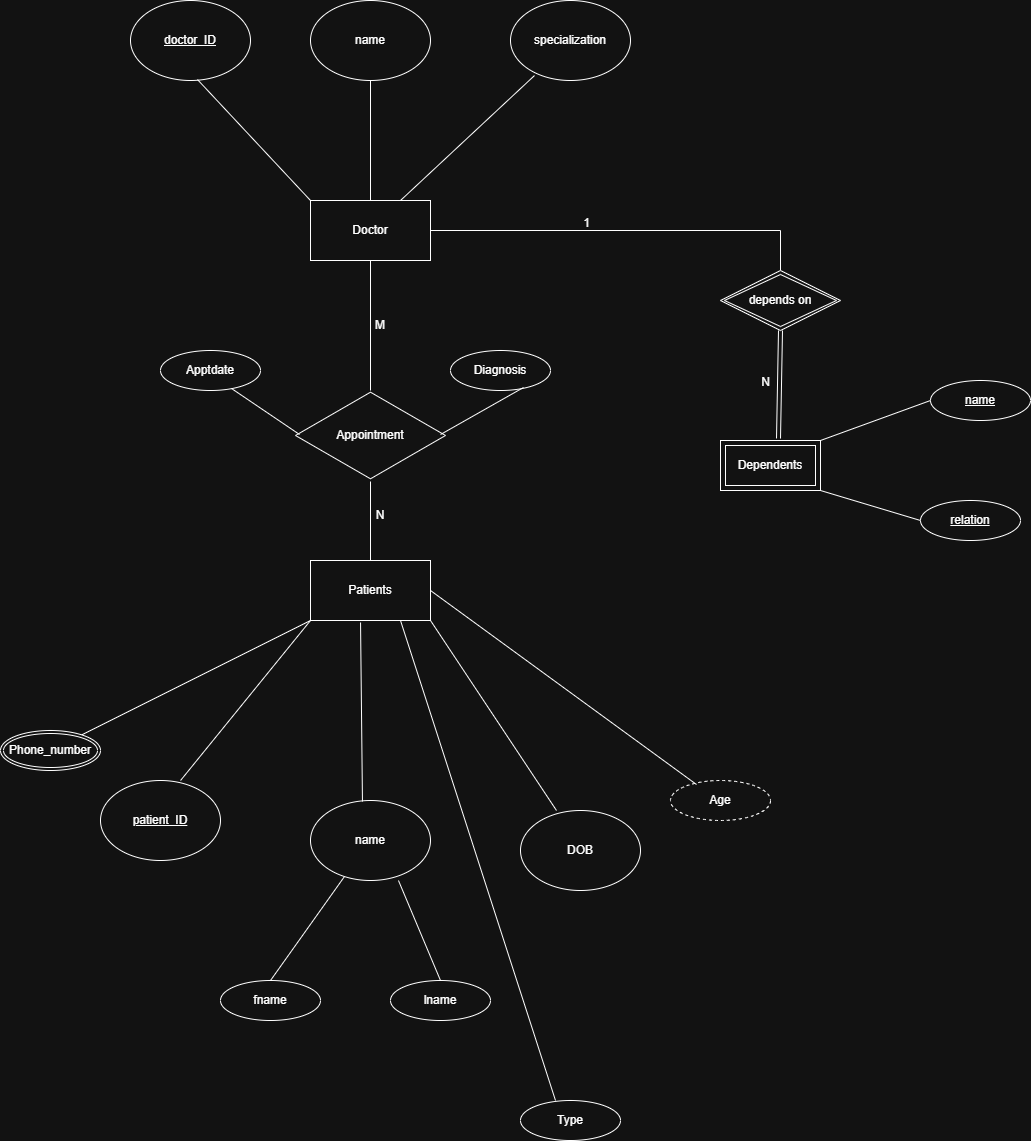 doctor_ID
name
specialization
Doctor
1
depends on
M
Apptdate
Diagnosis
N
name
Appointment
Dependents
N
relation
Patients
Phone_number
patient_ID
name
DOB
Age
fname
lname
Type